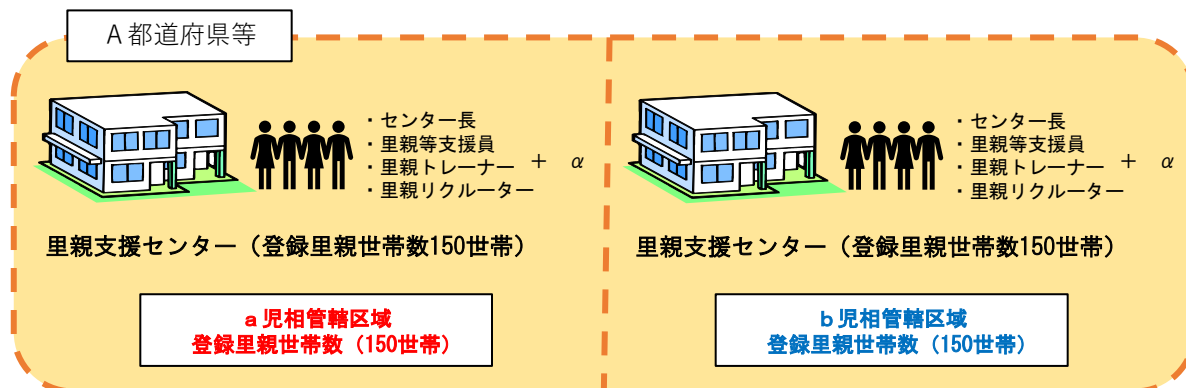 A都道府県等
・センター長
・里親等支援員
・里親トレーナー
・里親リクルーター
+ α
里親支援センター（登録里親世帯数150世帯）
a児相管轄区域
登録里親世帯数（150世帯）
・センター長
・里親等支援員
・里親トレーナー
・里親リクルーター
+ α
里親支援センター（登録里親世帯数150世帯）
b児相管轄区域
登録里親世帯数（150世帯）